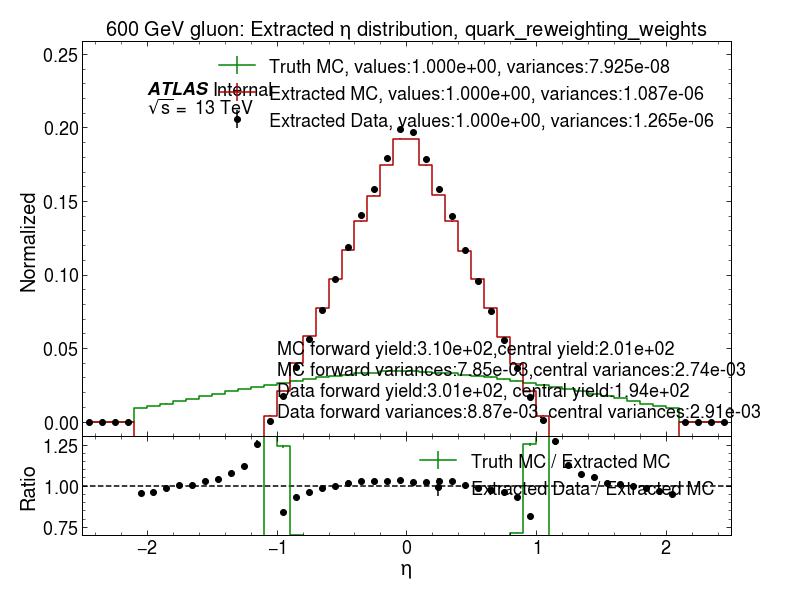 600 GeV gluon: Extracted η distribution, quark_reweighting_weights
Truth MC, values:1.000e+00, variances:7.925e-08
ATLAS Internal
Extracted MC, values:1.000e+00, variances:1.087e-06
√s = 13 TeV
Extracted Data, values:1.000e+00, variances:1.265e-06
Normalized
0.25
0.20
0.15
0.10
0.05
0.00
MC forward yield:3.10e+02,central yield:2.01e+02
MC forward variances:7.85e-03,central variances:2.74e-03
Data forward yield:3.01e+02, central yield:1.94e+02
Data forward variances:8.87e-03, central variances:2.91e-03
Ratio
1.25
1.00
0.75
Truth MC / Extracted MC
Extracted Data / Extracted MC
−2 −1 0 1 2
η